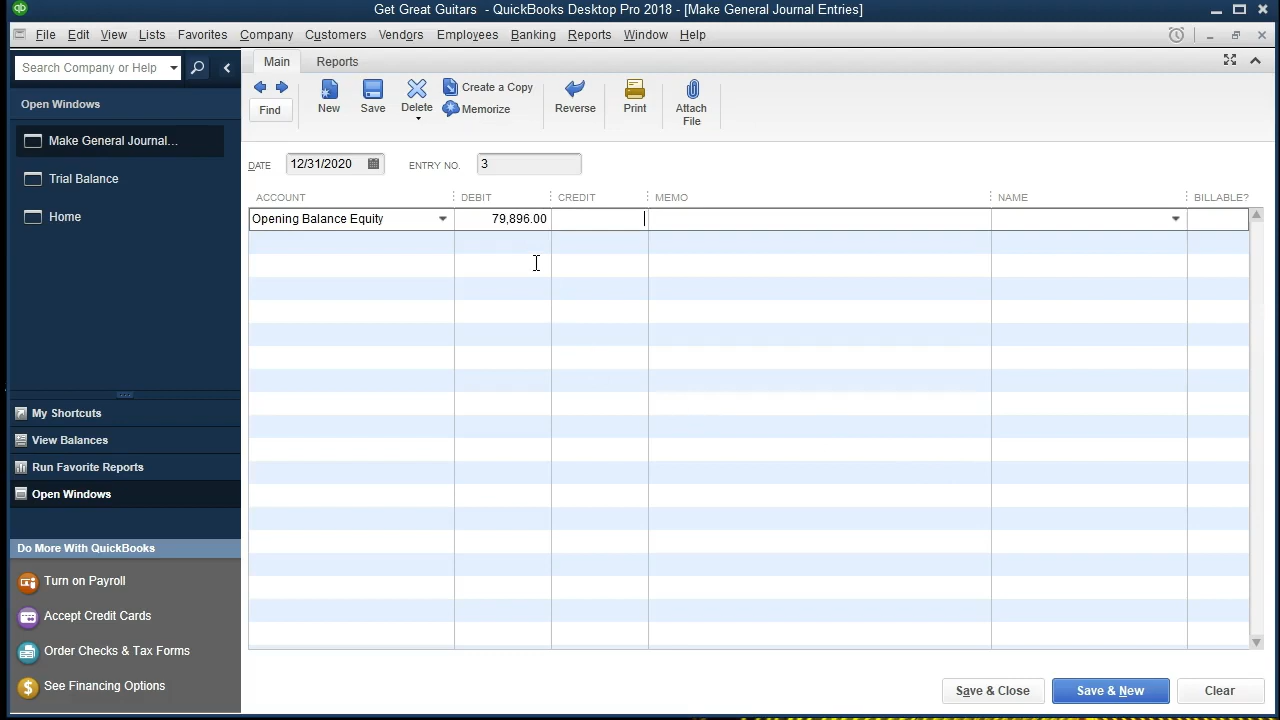 Get Great Guitars - QuickBooks Desktop Pro 2018 - [Make General Journal Entries]
File Edit View Lists Favorites Company Customers Vendors Employees Banking Reports Window Help
Search Company or Help
Open Windows
Make General Journal...
Trial Balance
Home
My Shortcuts
View Balances
Run Favorite Reports
Open Windows
Do More With QuickBooks
Turn on Payroll
Accept Credit Cards
Order Checks & Tax Forms
See Financing Options
Main Reports
Find
New
Save
Delete
Create a Copy
Memorize
Reverse
Print
Attach
File
DATE 12/31/2020 ENTRY NO. 3
ACCOUNT DEBIT CREDIT MEMO NAME BILLABLE?
Opening Balance Equity 79,896.00
Save & Close Save & New Clear